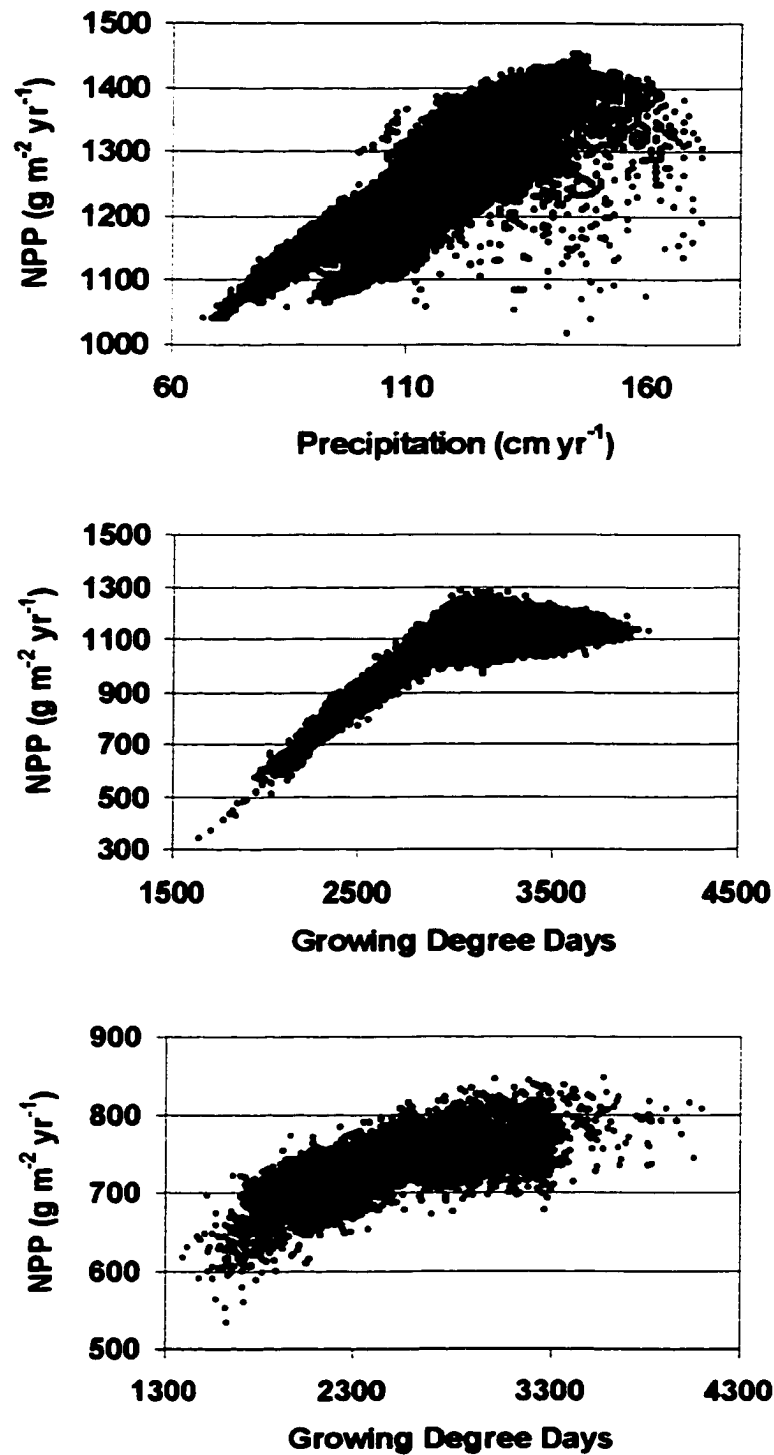 1500
1400
1300
1200
1100
1000
NPP (g m⁻² yr⁻¹)
60 110 160
Precipitation (cm yr⁻¹)
1500
1300
1100
900
700
500
300
NPP (g m⁻² yr⁻¹)
1500 2500 3500 4500
Growing Degree Days
900
800
700
600
500
NPP (g m⁻² yr⁻¹)
1300 2300 3300 4300
Growing Degree Days